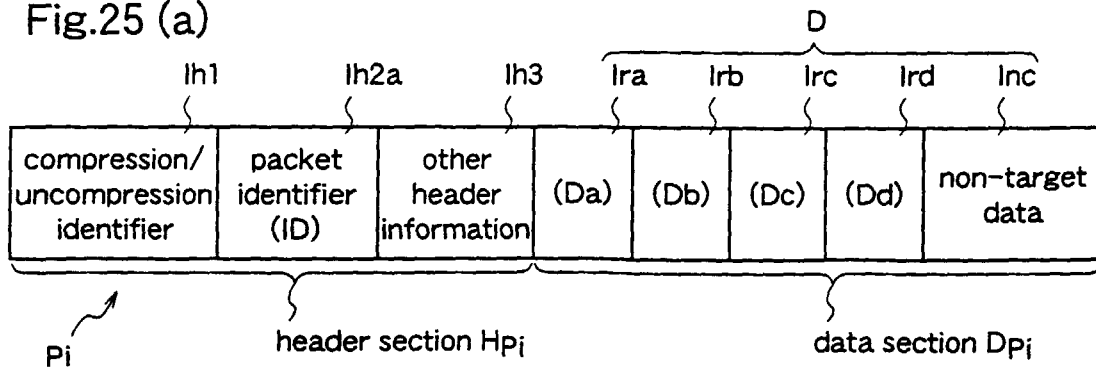 Fig.25 (a)
D
Ih1 Ih2a Ih3 Ira Irb Irc Ird Inc
compression/
uncompression
identifier
packet
identifier
(ID)
other
header
information
(Da) (Db) (Dc) (Dd)
non-target
data
Pi
header section HPi
data section DPi